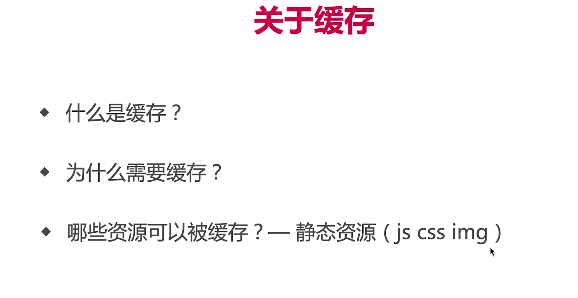 关于缓存
◆ 什么是缓存？
◆ 为什么需要缓存？
◆ 哪些资源可以被缓存？— 静态资源（js css img）